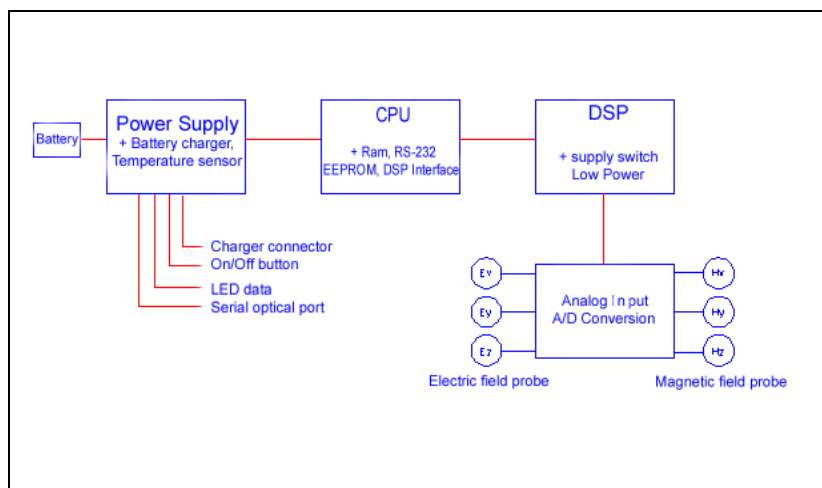 Battery
Power Supply
+ Battery charger,
Temperature sensor
CPU
+ Ram, RS-232
EEPROM, DSP Interface
DSP
+ supply switch
Low Power
Charger connector
On/Off button
LED data
Serial optical port
Ev
Ey
Ez
Analog Input
A/D Conversion
Hx
Hy
Hz
Electric field probe
Magnetic field probe